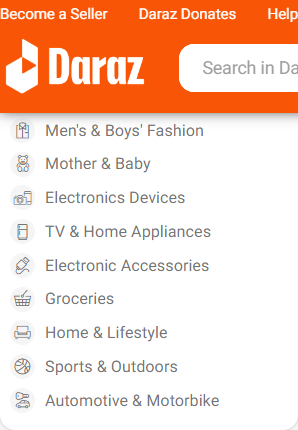 Become a Seller Daraz Donates Help
Daraz
Search in Da
Men's & Boys' Fashion
Mother & Baby
Electronics Devices
TV & Home Appliances
Electronic Accessories
Groceries
Home & Lifestyle
Sports & Outdoors
Automotive & Motorbike